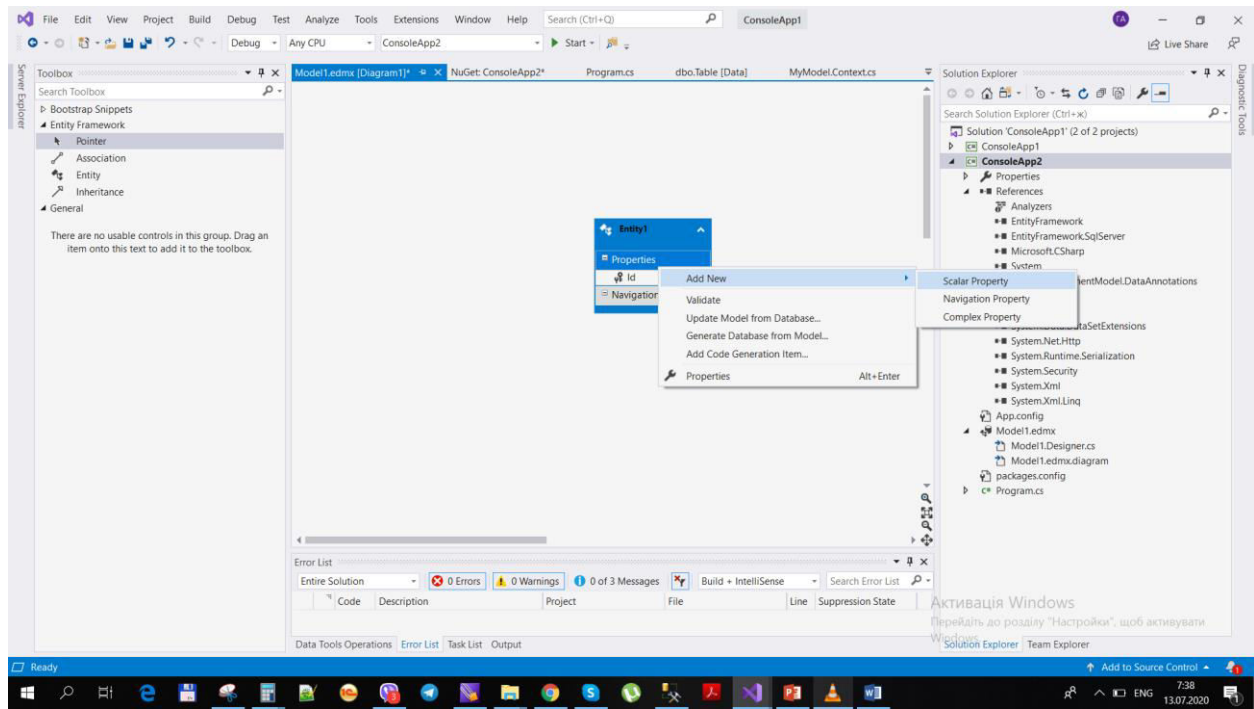 File Edit View Project Build Debug Test Analyze Tools Extensions Window Help Search (Ctrl+Q) ConsoleApp1 ГА
Debug Any CPU ConsoleApp2 Start Live Share
Server Explorer
Toolbox
Search Toolbox
Bootstrap Snippets
Entity Framework
Pointer
Association
Entity
Inheritance
General
There are no usable controls in this group. Drag an
item onto this text to add it to the toolbox.
Model1.edmx [Diagram1]* NuGet: ConsoleApp2* Program.cs dbo.Table [Data] MyModel.Context.cs
Entity1
Properties
Id
Navigation
Add New
Validate
Update Model from Database...
Generate Database from Model...
Add Code Generation Item...
Properties Alt+Enter
Scalar Property
Navigation Property
Complex Property
Solution Explorer
Search Solution Explorer (Ctrl+ж)
Solution 'ConsoleApp1' (2 of 2 projects)
ConsoleApp1
ConsoleApp2
Properties
References
Analyzers
EntityFramework
EntityFramework.SqlServer
Microsoft.CSharp
System
nentModel.DataAnnotations
System.Data.DataSetExtensions
System.Net.Http
System.Runtime.Serialization
System.Security
System.Xml
System.Xml.Linq
App.config
Model1.edmx
Model1.Designer.cs
Model1.edmx.diagram
packages.config
C# Program.cs
Diagnostic Tools
Error List
Entire Solution 0 Errors 0 Warnings 0 of 3 Messages Build + IntelliSense Search Error List
Code Description Project File Line Suppression State
Активація Windows
Перейдіть до розділу "Настройки", щоб активувати
Windows.
Data Tools Operations Error List Task List Output
Solution Explorer Team Explorer
Ready Add to Source Control
ENG 7:38
13.07.2020